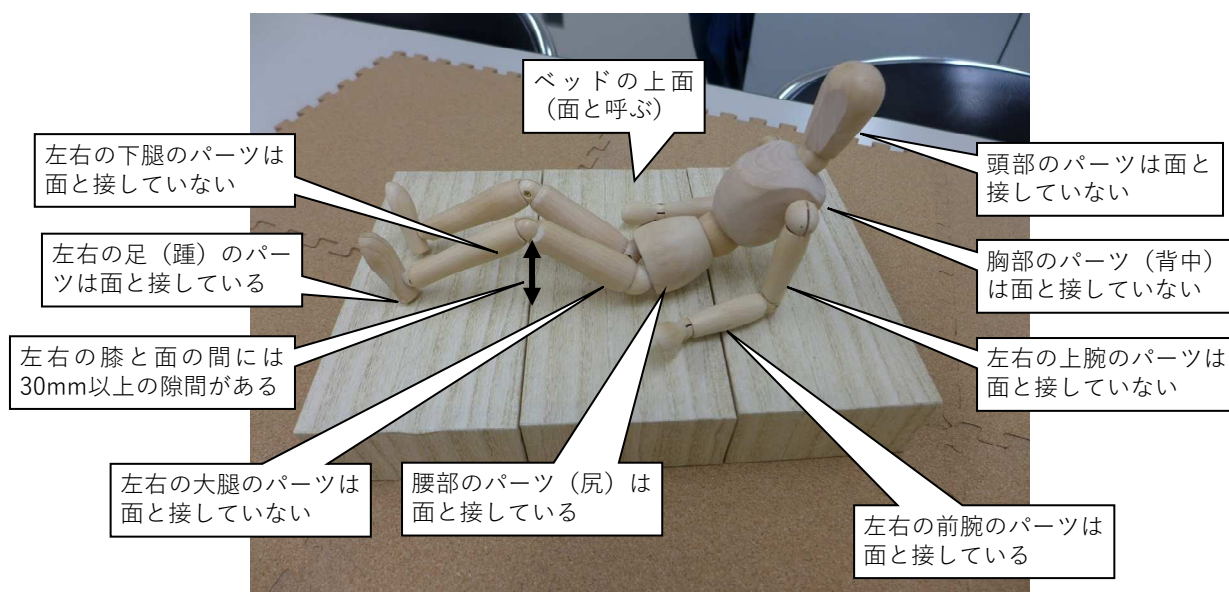 ベッドの上面
（面と呼ぶ）
左右の下腿のパーツは
面と接していない
頭部のパーツは面と
接していない
左右の足（踵）のパー
ツは面と接している
胸部のパーツ（背中）
は面と接していない
左右の膝と面の間には
30mm以上の隙間がある
左右の上腕のパーツは
面と接していない
左右の大腿のパーツは
面と接していない
腰部のパーツ（尻）は
面と接している
左右の前腕のパーツは
面と接している